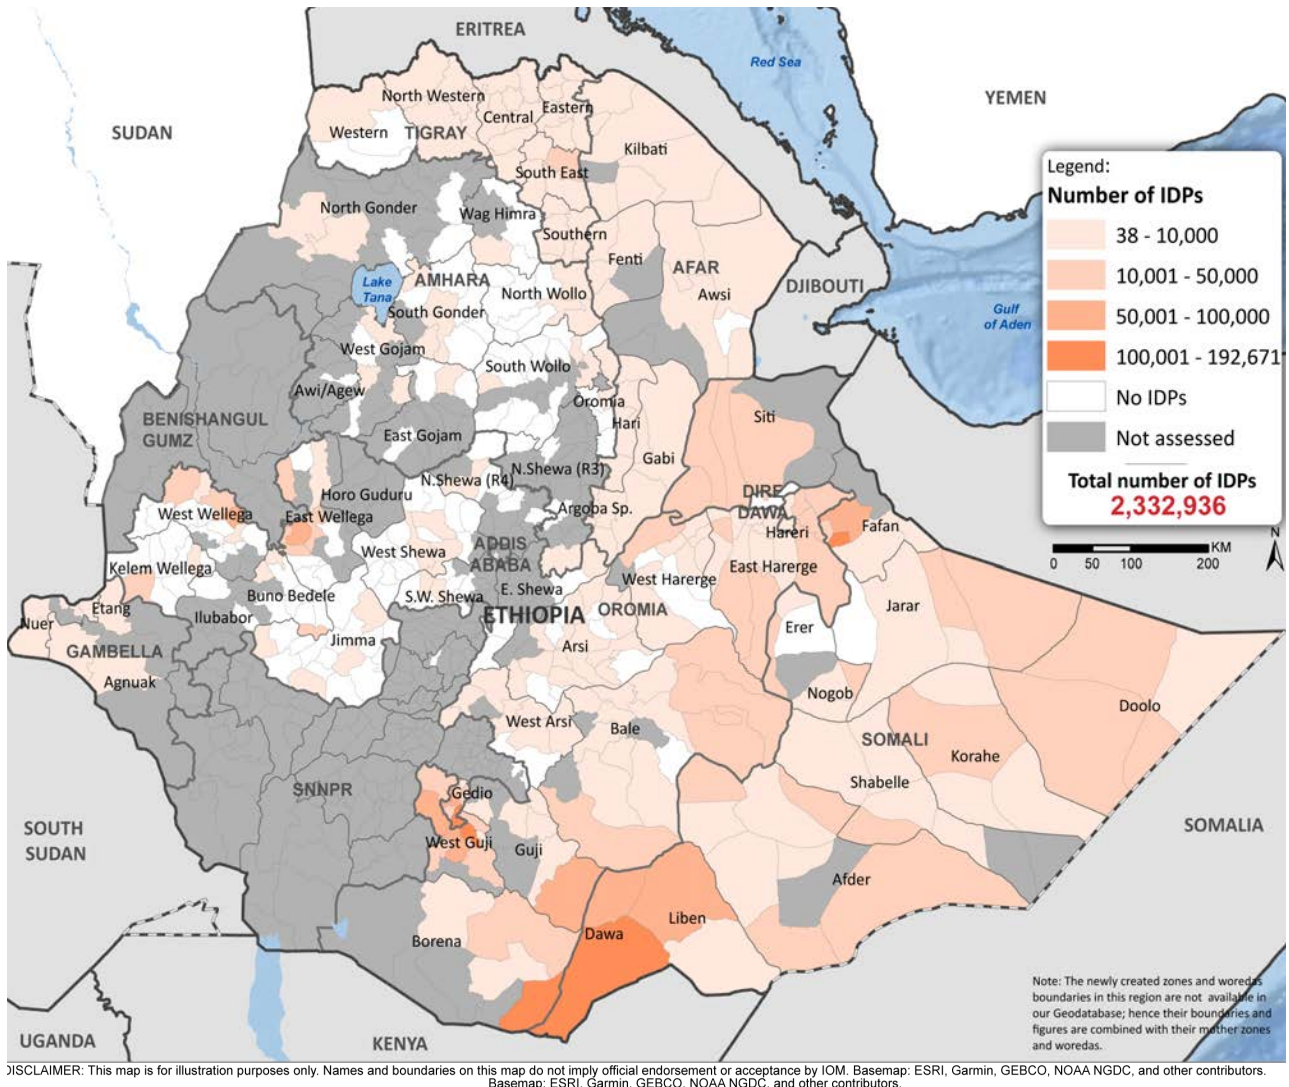 ERITREA
Red Sea
YEMEN
SUDAN
North Western
Eastern
Central
Western
TIGRAY
Kilbati
South East
North Gonder
Wag Himra
Southern
Fenti
AFAR
Lake
Tana
AMHARA
North Wollo
Awsi
DJIBOUTI
Gulf
of Aden
South Gonder
West Gojam
South Wollo
Awi/Agew
Oromia
BENISHANGUL
GUMZ
East Gojam
Hari
Siti
Gabi
N.Shewa (R4)
N.Shewa (R3)
Horo Guduru
DIRE
DAWA
West Wellega
East Wellega
Argoba Sp.
Hareri
Fafan
West Shewa
ADDIS
ABABA
Kelem Wellega
West Harerge
East Harerge
Buno Bedele
S.W. Shewa
E. Shewa
Etang
Ilubabor
ETHIOPIA
OROMIA
Jarar
Nuer
Erer
Jimma
Arsi
GAMBELLA
Agnuak
Nogob
Doolo
West Arsi
Bale
SOMALI
Korahe
Shabelle
SNNPR
Gedio
SOUTH
SUDAN
SOMALIA
West Guji
Guji
Afder
Liben
Dawa
Borena
UGANDA
KENYA
Legend:
Number of IDPs
38 - 10,000
10,001 - 50,000
50,001 - 100,000
100,001 - 192,671
No IDPs
Not assessed
Total number of IDPs
2,332,936
N
KM
0 50 100 200
Note: The newly created zones and woredas
boundaries in this region are not available in
our Geodatabase; hence their boundaries and
figures are combined with their mother zones
and woredas.
DISCLAIMER: This map is for illustration purposes only. Names and boundaries on this map do not imply official endorsement or acceptance by IOM. Basemap: ESRI, Garmin, GEBCO, NOAA NGDC, and other contributors.
Basemap: ESRI, Garmin, GEBCO, NOAA NGDC, and other contributors.